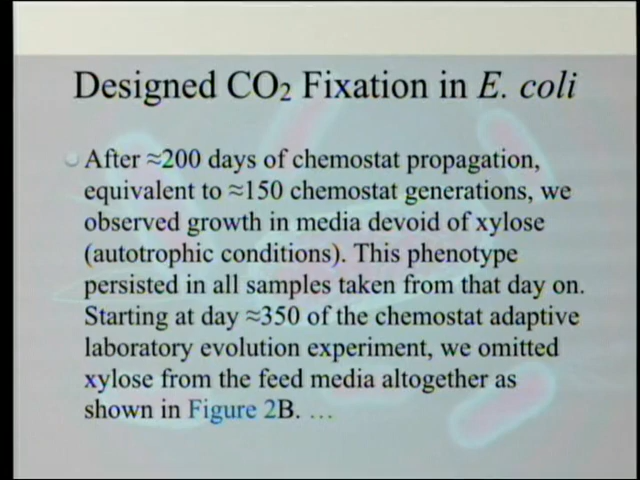 Designed CO₂ Fixation in E. coli
After ≈200 days of chemostat propagation,
equivalent to ≈150 chemostat generations, we
observed growth in media devoid of xylose
(autotrophic conditions). This phenotype
persisted in all samples taken from that day on.
Starting at day ≈350 of the chemostat adaptive
laboratory evolution experiment, we omitted
xylose from the feed media altogether as
shown in Figure 2B. …